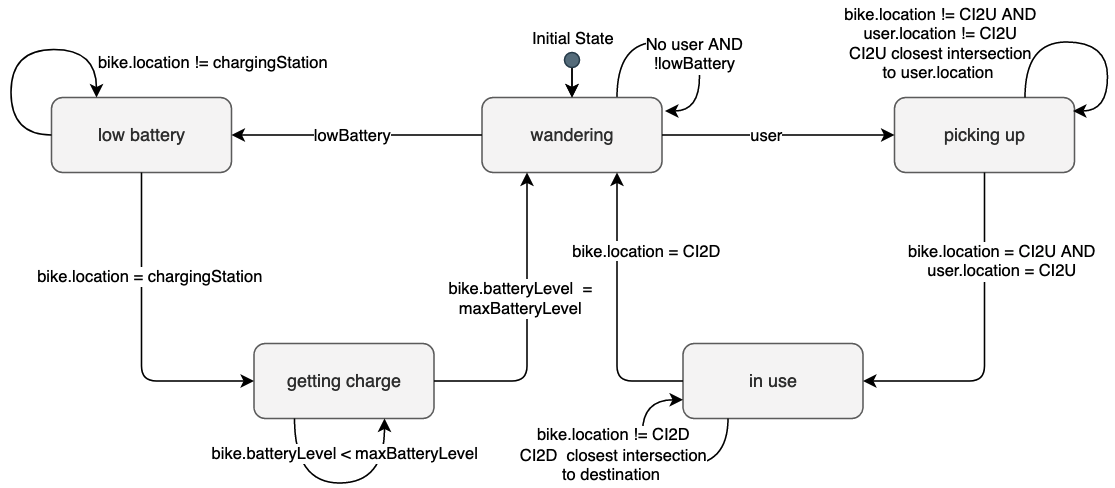 bike.location != CI2U AND
user.location != CI2U
CI2U closest intersection
to user.location
Initial State
No user AND
!lowBattery
bike.location != chargingStation
low battery
lowBattery
wandering
user
picking up
bike.location = CI2D
bike.location = CI2U AND
user.location = CI2U
bike.location = chargingStation
bike.batteryLevel =
maxBatteryLevel
getting charge
in use
bike.location != CI2D
CI2D closest intersection
to destination
bike.batteryLevel < maxBatteryLevel